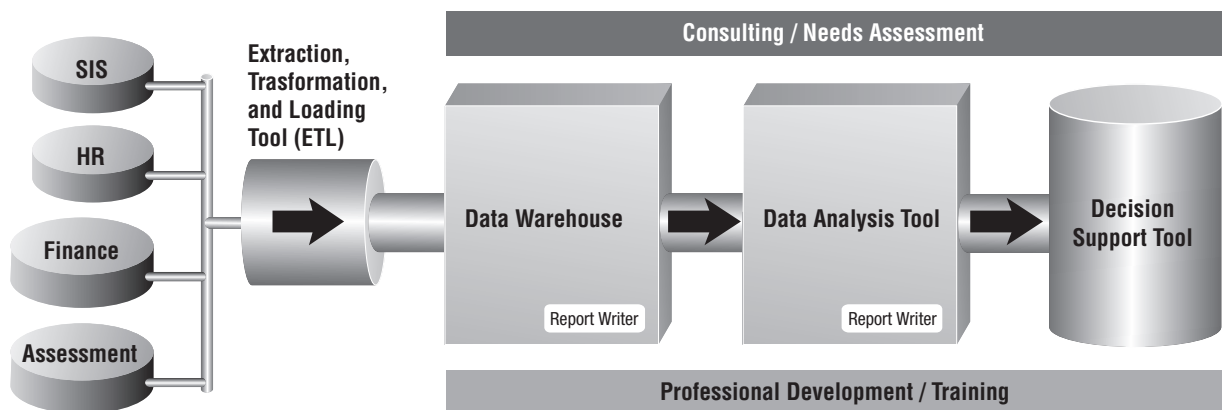 Consulting / Needs Assessment
SIS
HR
Finance
Assessment
Extraction,
Trasformation,
and Loading
Tool (ETL)
Data Warehouse
Report Writer
Data Analysis Tool
Report Writer
Decision
Support Tool
Professional Development / Training